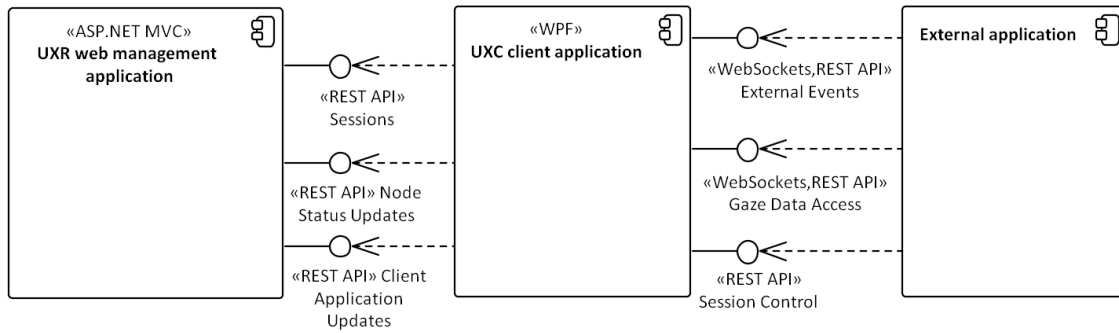 «ASP.NET MVC»
UXR web management
application
«REST API»
Sessions
«REST API» Node
Status Updates
«REST API» Client
Application
Updates
«WPF»
UXC client application
«WebSockets,REST API»
External Events
«WebSockets,REST API»
Gaze Data Access
«REST API»
Session Control
External application